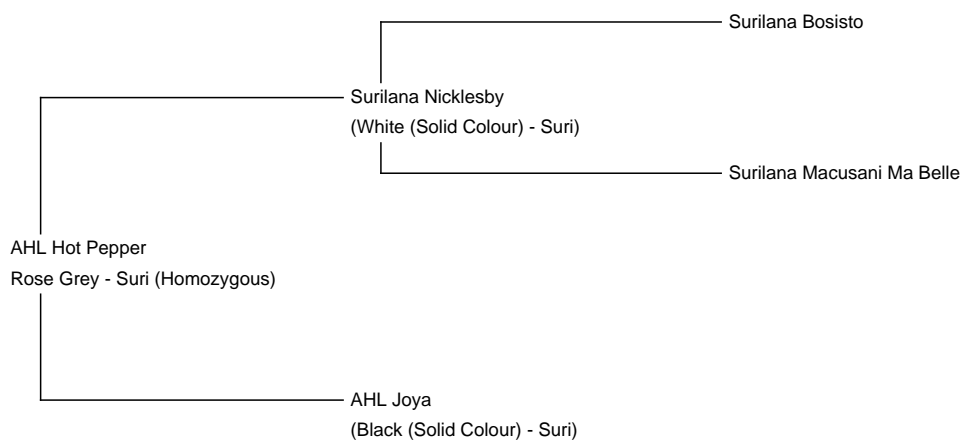 Surilana Bosisto
Surilana Nicklesby
(White (Solid Colour) - Suri)
Surilana Macusani Ma Belle
AHL Hot Pepper
Rose Grey - Suri (Homozygous)
AHL Joya
(Black (Solid Colour) - Suri)